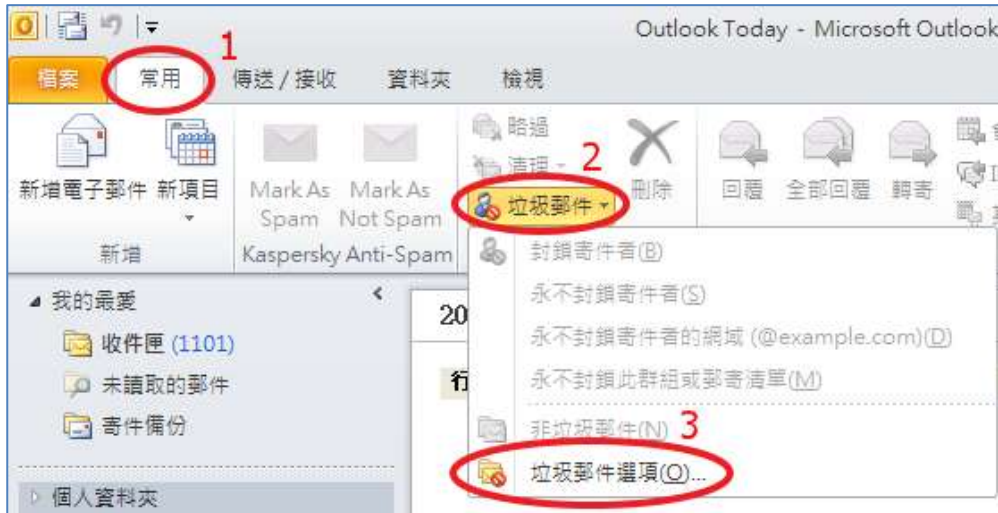 Outlook Today - Microsoft Outlook
1
檔案 常用 傳送 / 接收 資料夾 檢視
略過
清理
2
新增電子郵件 新項目 Mark As Spam Mark As Not Spam
垃圾郵件
刪除 回覆 全部回覆 轉寄
新增 Kaspersky Anti-Spam
封鎖寄件者(B)
永不封鎖寄件者(S)
永不封鎖寄件者的網域 (@example.com)(D)
永不封鎖此群組或郵寄清單(M)
非垃圾郵件(N)
3
垃圾郵件選項(O)...
我的最愛
收件匣 (1101)
未讀取的郵件
寄件備份
個人資料夾
20
行